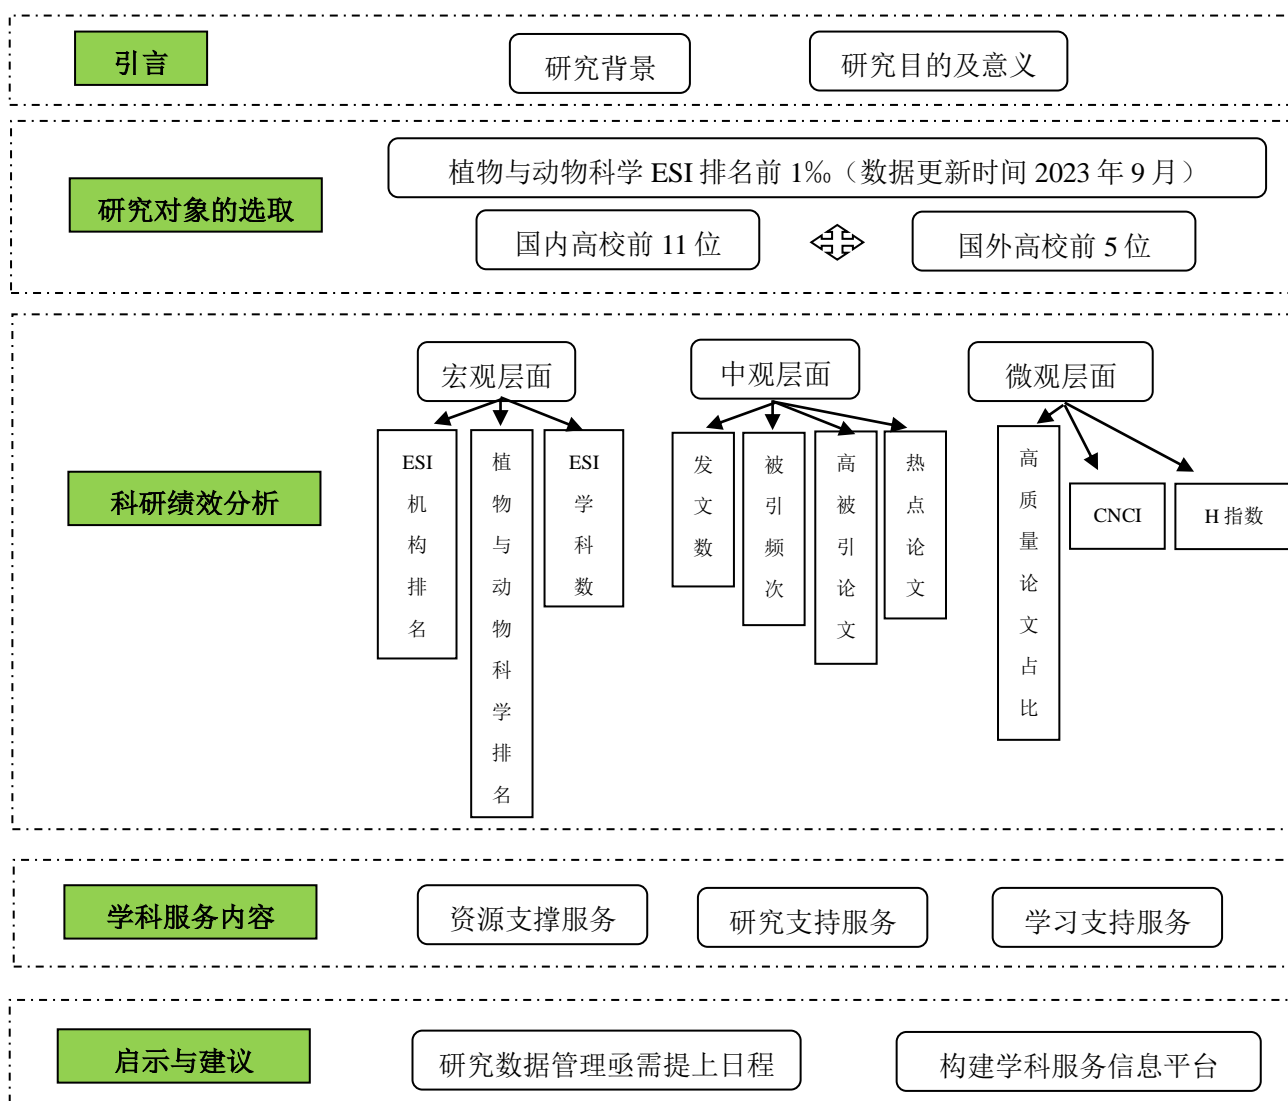 引言
研究背景
研究目的及意义
研究对象的选取
植物与动物科学 ESI 排名前 1‰（数据更新时间 2023 年 9 月）
国内高校前 11 位
国外高校前 5 位
科研绩效分析
宏观层面
ESI机构排名
植物与动物科学排名
ESI学科数
中观层面
发文数
被引频次
高被引论文
热点论文
微观层面
高质量论文占比
CNCI
H 指数
学科服务内容
资源支撑服务
研究支持服务
学习支持服务
启示与建议
研究数据管理亟需提上日程
构建学科服务信息平台